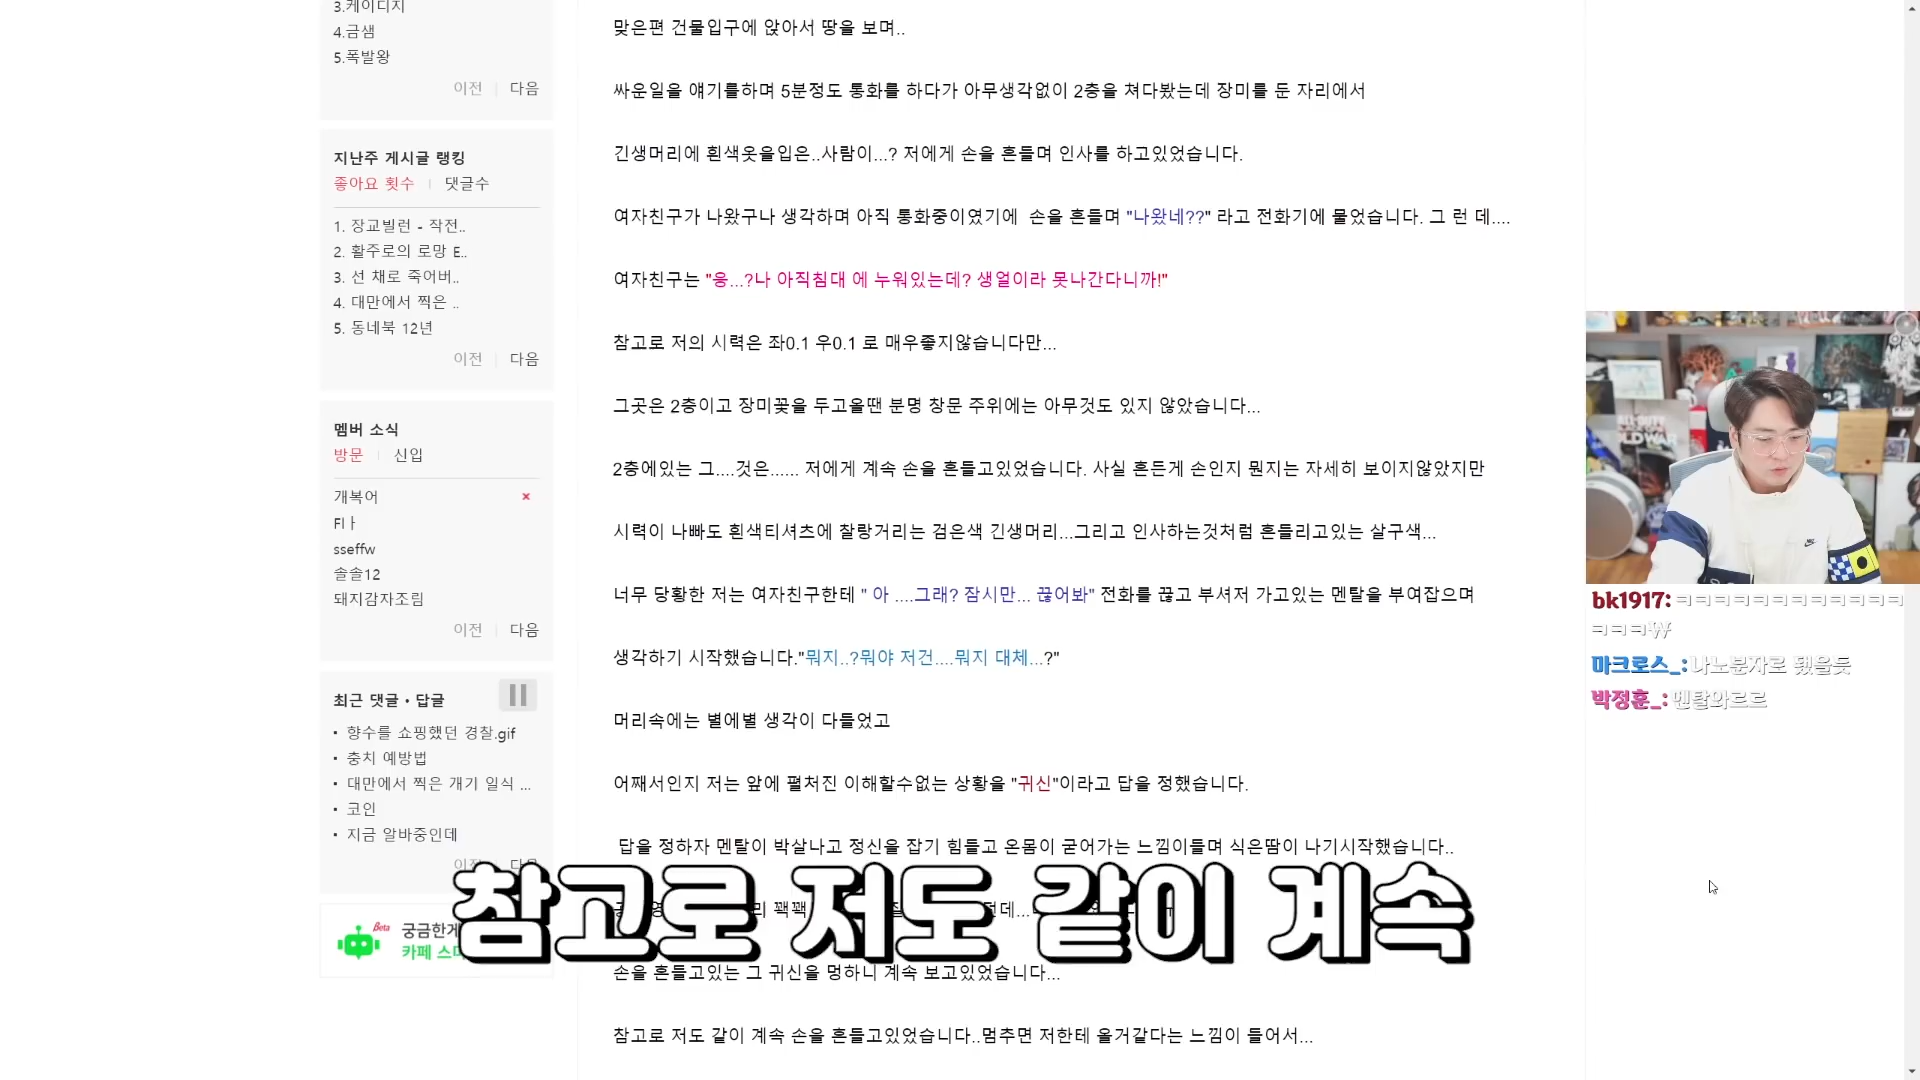 3.케이디지
4.금샘
5.폭발왕
이전 | 다음
지난주 게시글 랭킹
좋아요 횟수 | 댓글수
1. 장교빌런 - 작전..
2. 활주로의 로망 E..
3. 선 채로 죽어버..
4. 대만에서 찍은 ..
5. 동네북 12년
이전 | 다음
멤버 소식
방문 | 신입
개복어
FIㅏ
sseffw
솔솔12
돼지감자조림
이전 | 다음
최근 댓글 • 답글
향수를 쇼핑했던 경찰.gif
충치 예방법
대만에서 찍은 개기 일식 ...
코인
지금 알바중인데
이전 다음
Beta
궁금한게
카페 스마
맞은편 건물입구에 앉아서 땅을 보며..
싸운일을 얘기를하며 5분정도 통화를 하다가 아무생각없이 2층을 쳐다봤는데 장미를 둔 자리에서
긴생머리에 흰색옷을입은..사람이...? 저에게 손을 흔들며 인사를 하고있었습니다.
여자친구가 나왔구나 생각하며 아직 통화중이였기에 손을 흔들며 "나왔네??" 라고 전화기에 물었습니다. 그 런 데....
여자친구는 "응...?나 아직침대 에 누워있는데? 생얼이라 못나간다니까!"
참고로 저의 시력은 좌0.1 우0.1 로 매우좋지않습니다만...
그곳은 2층이고 장미꽃을 두고올땐 분명 창문 주위에는 아무것도 있지 않았습니다...
2층에있는 그....것은...... 저에게 계속 손을 흔들고있었습니다. 사실 흔든게 손인지 뭔지는 자세히 보이지않았지만
시력이 나빠도 흰색티셔츠에 찰랑거리는 검은색 긴생머리...그리고 인사하는것처럼 흔들리고있는 살구색...
너무 당황한 저는 여자친구한테 " 아 ....그래? 잠시만... 끊어봐" 전화를 끊고 부셔저 가고있는 멘탈을 부여잡으며
생각하기 시작했습니다."뭐지..?뭐야 저건....뭐지 대체...?"
머리속에는 별에별 생각이 다들었고
어째서인지 저는 앞에 펼처진 이해할수없는 상황을 "귀신"이라고 답을 정했습니다.
답을 정하자 멘탈이 박살나고 정신을 잡기 힘들고 온몸이 굳어가는 느낌이들며 식은땀이 나기시작했습니다..
손을 흔들고있는 그 귀신을 멍하니 계속 보고있었습니다...
참고로 저도 같이 계속 손을 흔들고있었습니다..멈추면 저한테 올거같다는 느낌이 들어서...
참고로 저도 같이 계속
bk1917: ㅋㅋㅋㅋㅋㅋㅋㅋㅋㅋㅋㅋ
ㅋㅋㅋ₩
마크로스_: 나노분자로 됐을듯
박정훈_: 멘탈와르르